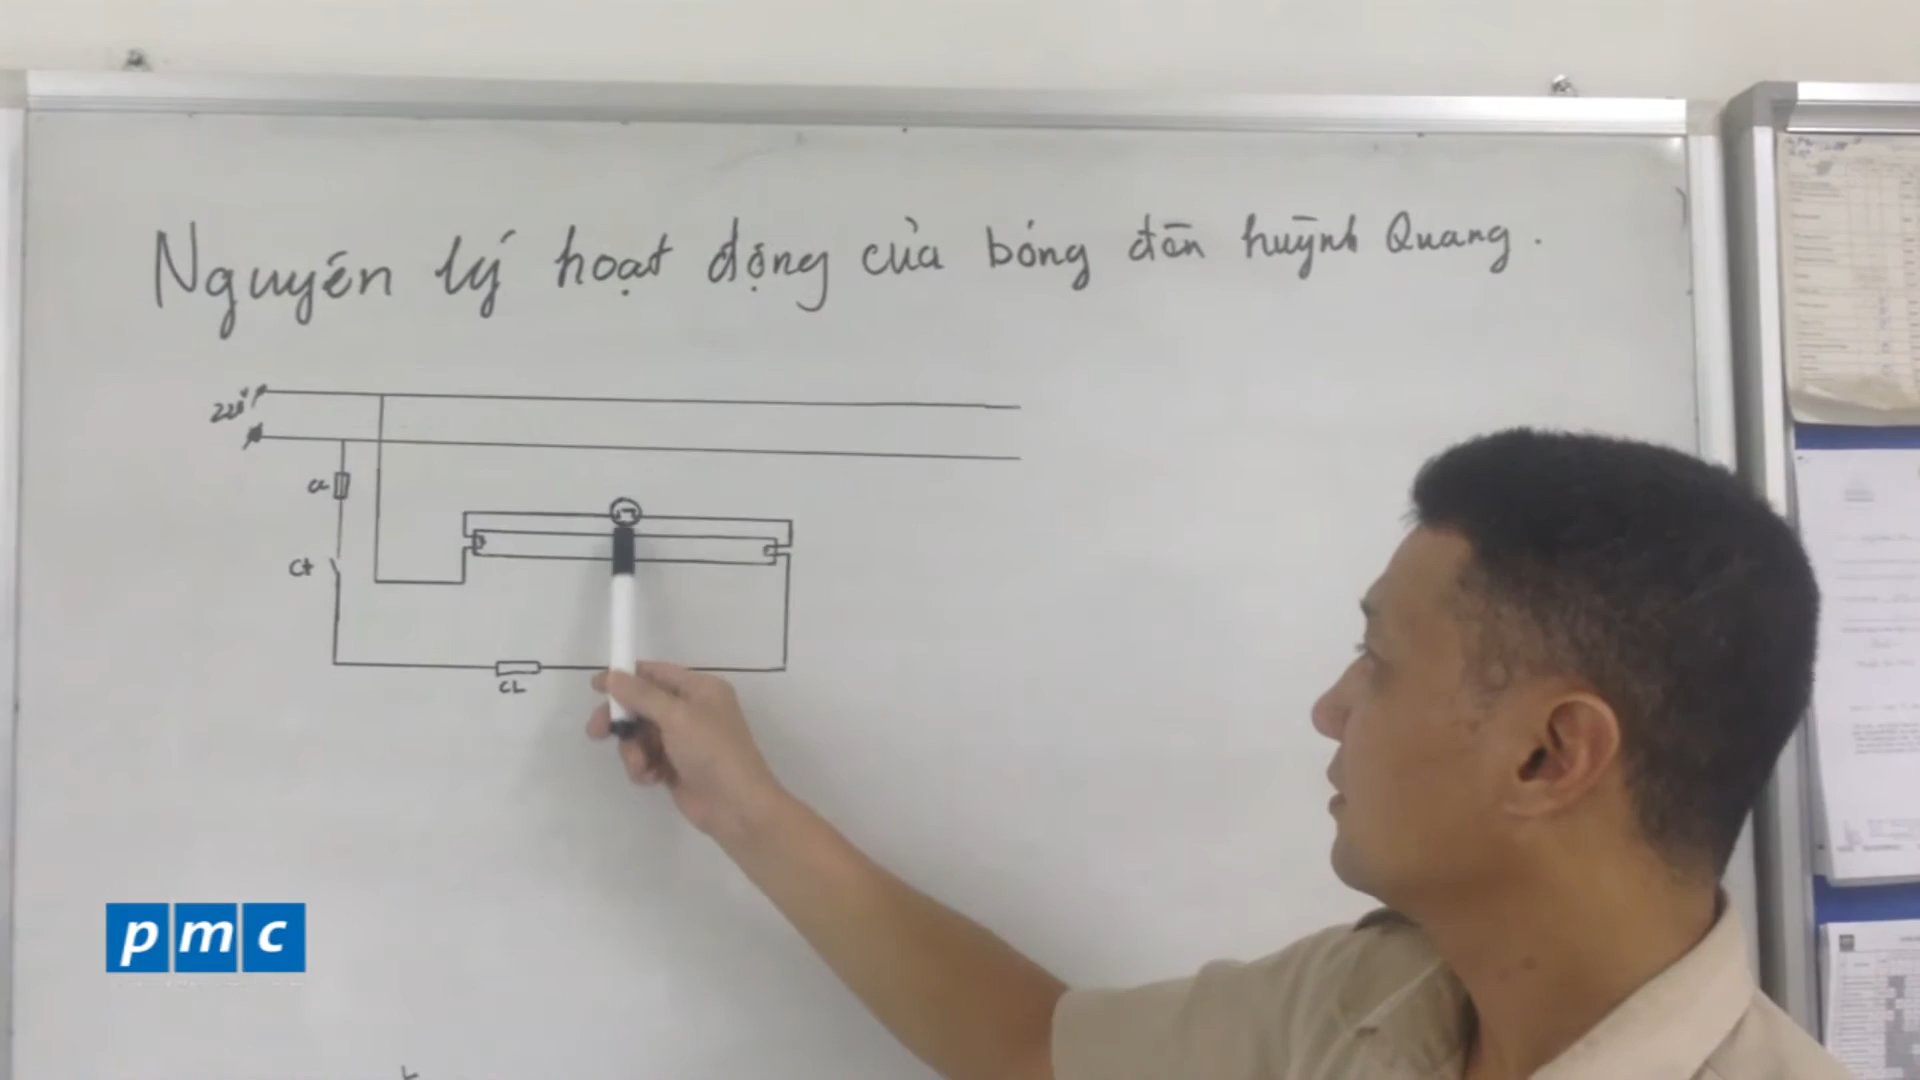 Nguyên lý hoạt động của bóng đèn huỳnh Quang.
220V
cc
Ct
CL
pmc